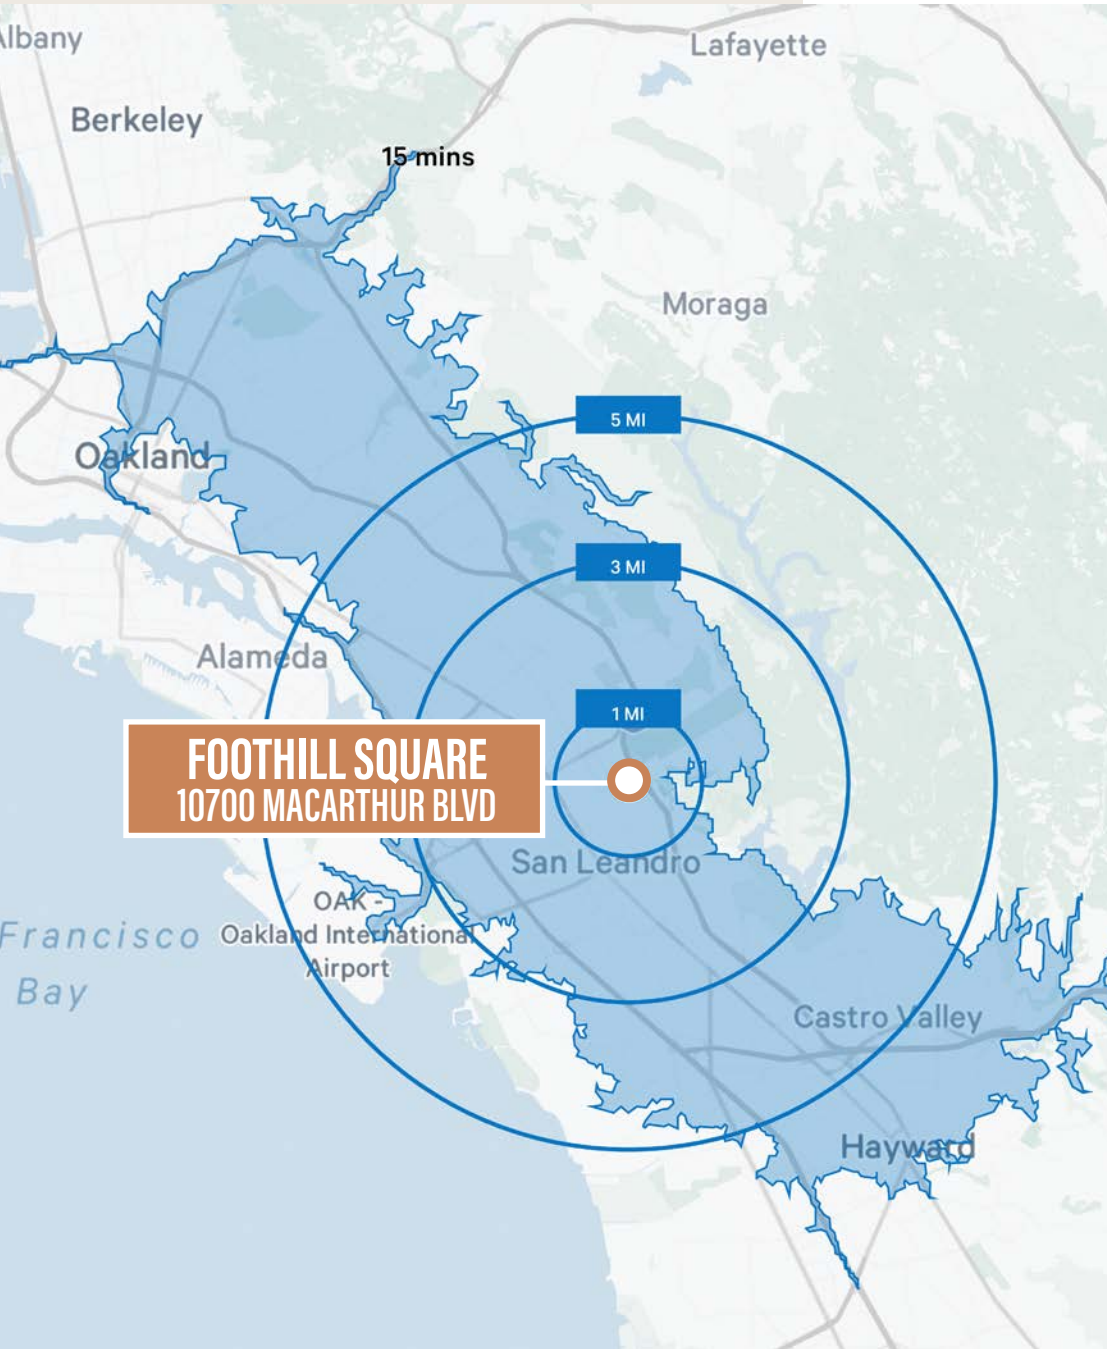 Albany
Lafayette
Berkeley
15 mins
Moraga
5 MI
Oakland
3 MI
Alameda
1 MI
FOOTHILL SQUARE
10700 MACARTHUR BLVD
San Leandro
OAK -
Oakland International
Airport
Francisco
Bay
Castro Valley
Hayward